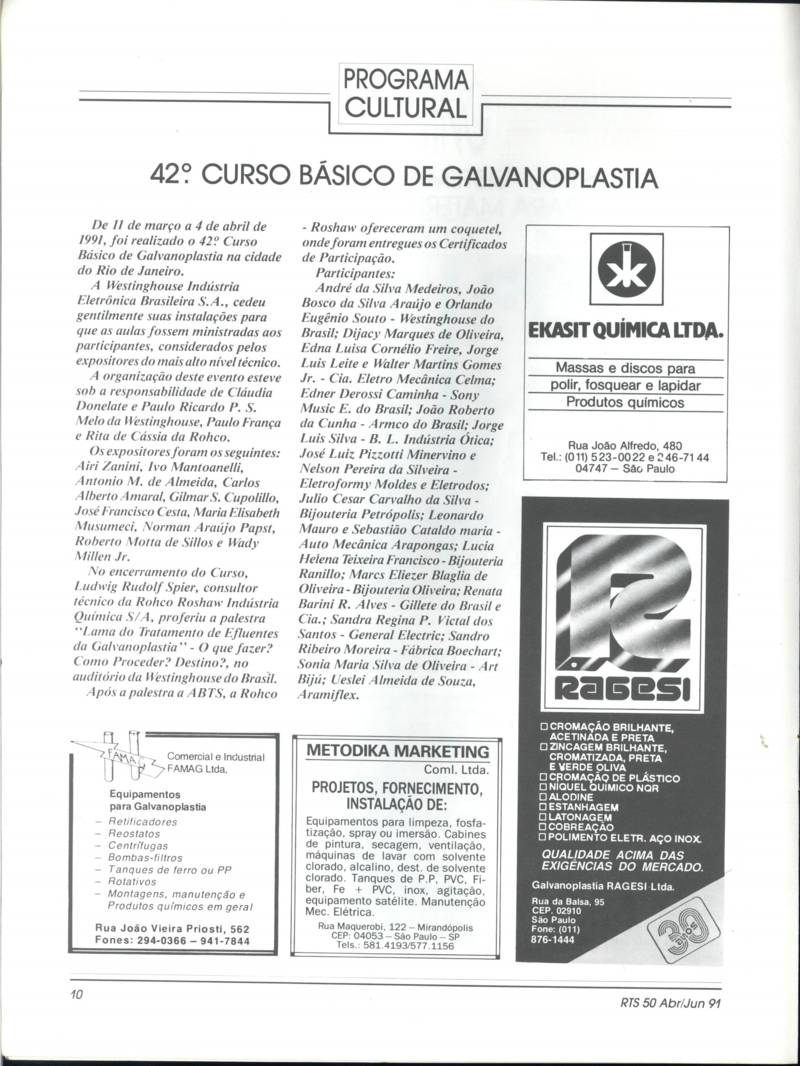 PROGRAMA
CULTURAL
42º CURSO BÁSICO DE GALVANOPLASTIA
De 11 de março a 4 de abril de
1991, foi realizado o 42º Curso
Básico de Galvanoplastia na cidade
do Rio de Janeiro.
A Westinghouse Indústria
Eletrônica Brasileira S.A., cedeu
gentilmente suas instalações para
que as aulas fossem ministradas aos
participantes, considerados pelos
expositores do mais alto nível técnico.
A organização deste evento esteve
sob a responsabilidade de Cláudia
Donelate e Paulo Ricardo P. S.
Melo da Westinghouse, Paulo França
e Rita de Cássia da Rohco.
Os expositores foram os seguintes:
Airi Zanini, Ivo Mantoanelli,
Antonio M. de Almeida, Carlos
Alberto Amaral, Gilmar S. Cupolillo,
José Francisco Cesta, Maria Elisabeth
Musumeci, Norman Araújo Papst,
Roberto Motta de Sillos e Wady
Millen Jr.
No encerramento do Curso,
Ludwig Rudolf Spier, consultor
técnico da Rohco Roshaw Indústria
Química S/A, proferiu a palestra
"Lama do Tratamento de Efluentes
da Galvanoplastia" - O que fazer?
Como Proceder? Destino?, no
auditório da Westinghouse do Brasil.
Após a palestra a ABTS, a Rohco
- Roshaw ofereceram um coquetel,
onde foram entregues os Certificados
de Participação.
Participantes:
André da Silva Medeiros, João
Bosco da Silva Araújo e Orlando
Eugênio Souto - Westinghouse do
Brasil; Dijacy Marques de Oliveira,
Edna Luisa Cornélio Freire, Jorge
Luis Leite e Walter Martins Gomes
Jr. - Cia. Eletro Mecânica Celma;
Edner Derossi Caminha - Sony
Music E. do Brasil; João Roberto
da Cunha - Armco do Brasil; Jorge
Luis Silva - B. L. Indústria Ótica;
José Luiz Pizzotti Minervino e
Nelson Pereira da Silveira -
Eletroformy Moldes e Eletrodos;
Julio Cesar Carvalho da Silva -
Bijouteria Petrópolis; Leonardo
Mauro e Sebastião Cataldo maria -
Auto Mecânica Arapongas; Lucia
Helena Teixeira Francisco - Bijouteria
Ranillo; Marcs Eliezer Blaglia de
Oliveira - Bijouteria Oliveira; Renata
Barini R. Alves - Gillete do Brasil e
Cia.; Sandra Regina P. Victal dos
Santos - General Electric; Sandro
Ribeiro Moreira - Fábrica Boechart;
Sonia Maria Silva de Oliveira - Art
Bijú; Ueslei Almeida de Souza,
Aramiflex.
EKASIT QUÍMICA LTDA.
Massas e discos para
polir, fosquear e lapidar
Produtos químicos
Rua João Alfredo, 480
Tel.: (011) 523-0022 e 246-7144
04747 – São Paulo
RAGESI
CROMAÇÃO BRILHANTE,
ACETINADA E PRETA
ZINCAGEM BRILHANTE,
CROMATIZADA, PRETA
E VERDE OLIVA
CROMAÇÃO DE PLÁSTICO
NIQUEL QUIMICO NQR
ALODINE
ESTANHAGEM
LATONAGEM
COBREAÇÃO
POLIMENTO ELETR. AÇO INOX.
QUALIDADE ACIMA DAS
EXIGÊNCIAS DO MERCADO.
Galvanoplastia RAGESI Ltda.
Rua da Balsa, 95
CEP. 02910
São Paulo
Fone: (011)
876-1444
30
ANOS
FAMAG
Comercial e Industrial
FAMAG Ltda.
Equipamentos
para Galvanoplastia
– Retificadores
– Reostatos
– Centrífugas
– Bombas-filtros
– Tanques de ferro ou PP
– Rotativos
– Montagens, manutenção e
Produtos químicos em geral
Rua João Vieira Priosti, 562
Fones: 294-0366 – 941-7844
METODIKA MARKETING
Coml. Ltda.
PROJETOS, FORNECIMENTO,
INSTALAÇÃO DE:
Equipamentos para limpeza, fosfa-
tização, spray ou imersão. Cabines
de pintura, secagem, ventilação,
máquinas de lavar com solvente
clorado, alcalino, dest. de solvente
clorado. Tanques de P.P, PVC, Fi-
ber, Fe + PVC, inox, agitação,
equipamento satélite. Manutenção
Mec. Elétrica.
Rua Maquerobi, 122 – Mirandópolis
CEP: 04053 – São Paulo – SP
Tels.: 581.4193/577.1156
10
RTS 50 Abr/Jun 91